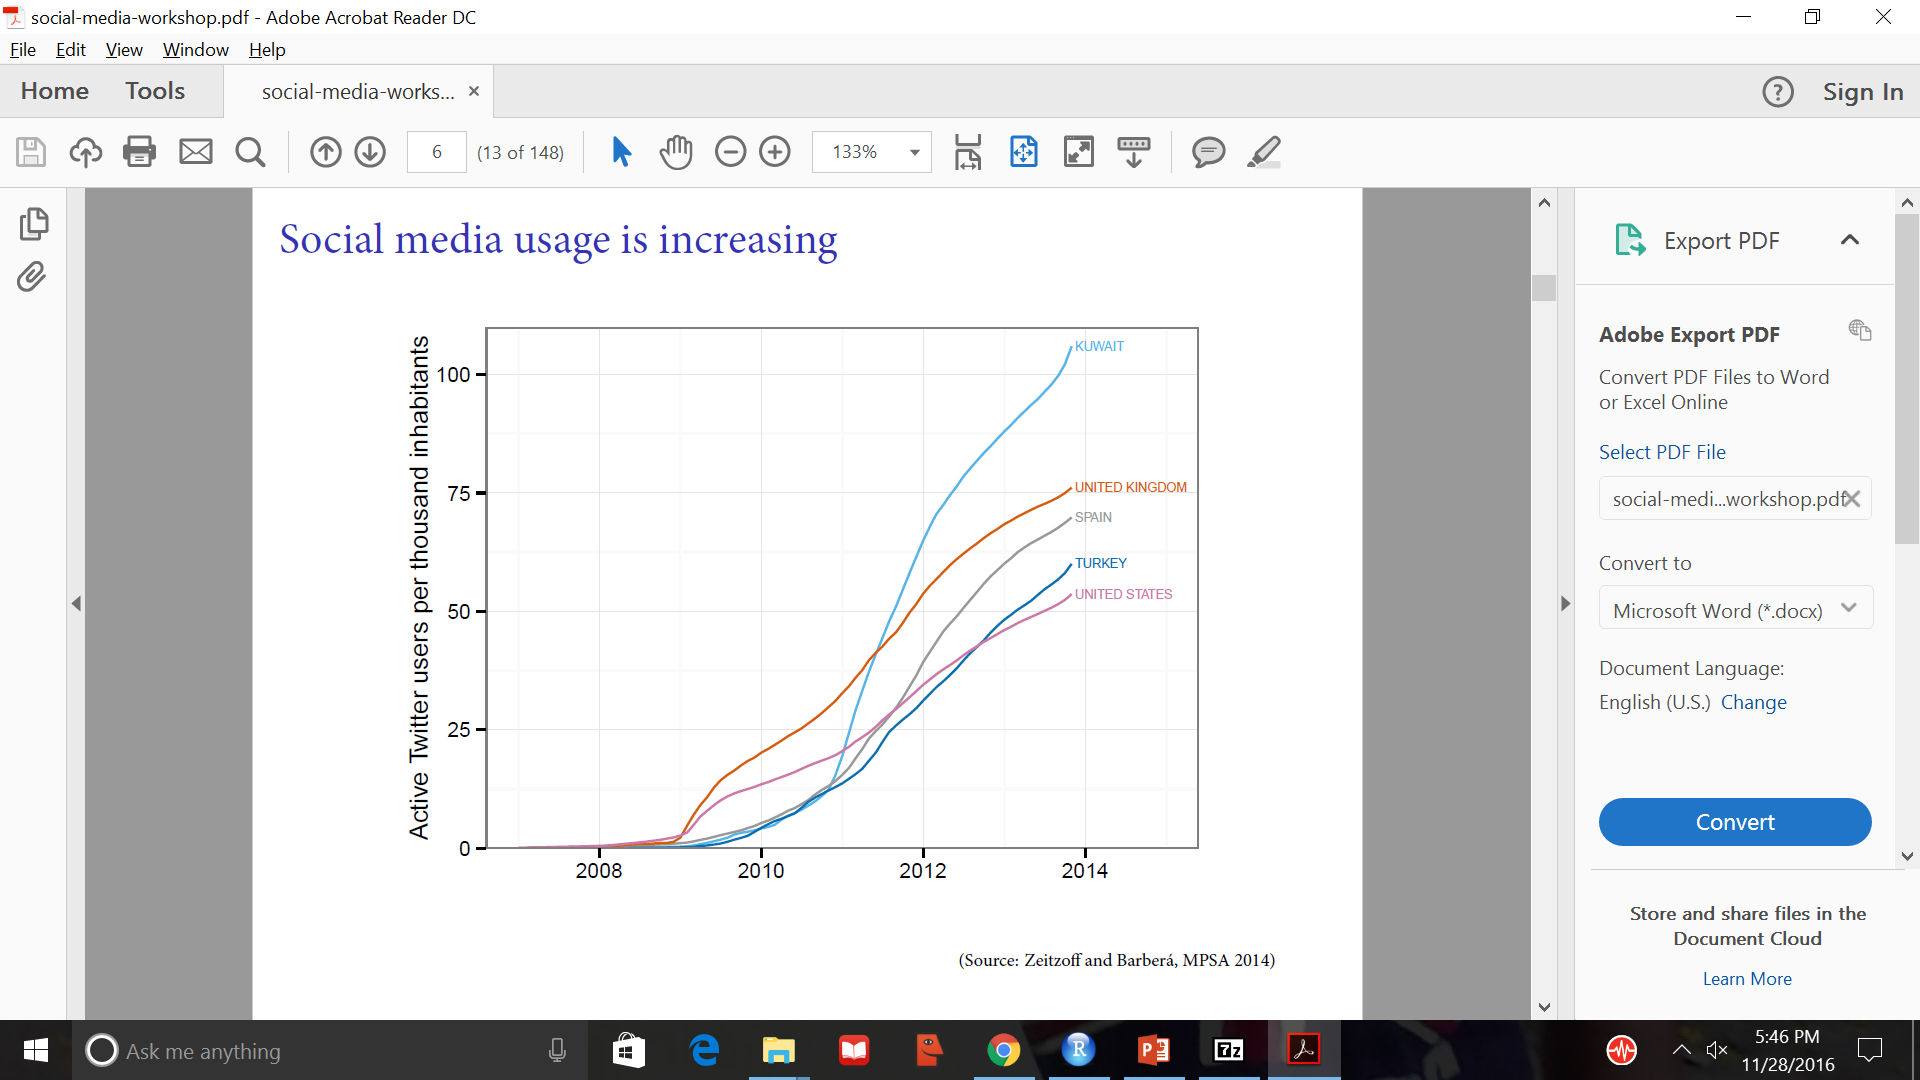 social-media-workshop.pdf - Adobe Acrobat Reader DC
File Edit View Window Help
Home Tools social-media-works... ×
? Sign In
6 (13 of 148) 133%
Social media usage is increasing
Active Twitter users per thousand inhabitants
100
75
50
25
0
2008 2010 2012 2014
KUWAIT
UNITED KINGDOM
SPAIN
TURKEY
UNITED STATES
(Source: Zeitzoff and Barberá, MPSA 2014)
Export PDF
Adobe Export PDF
Convert PDF Files to Word
or Excel Online
Select PDF File
social-medi...workshop.pdf
Convert to
Microsoft Word (*.docx)
Document Language:
English (U.S.) Change
Convert
Store and share files in the
Document Cloud
Learn More
Ask me anything
e
R
P
7z
5:46 PM
11/28/2016